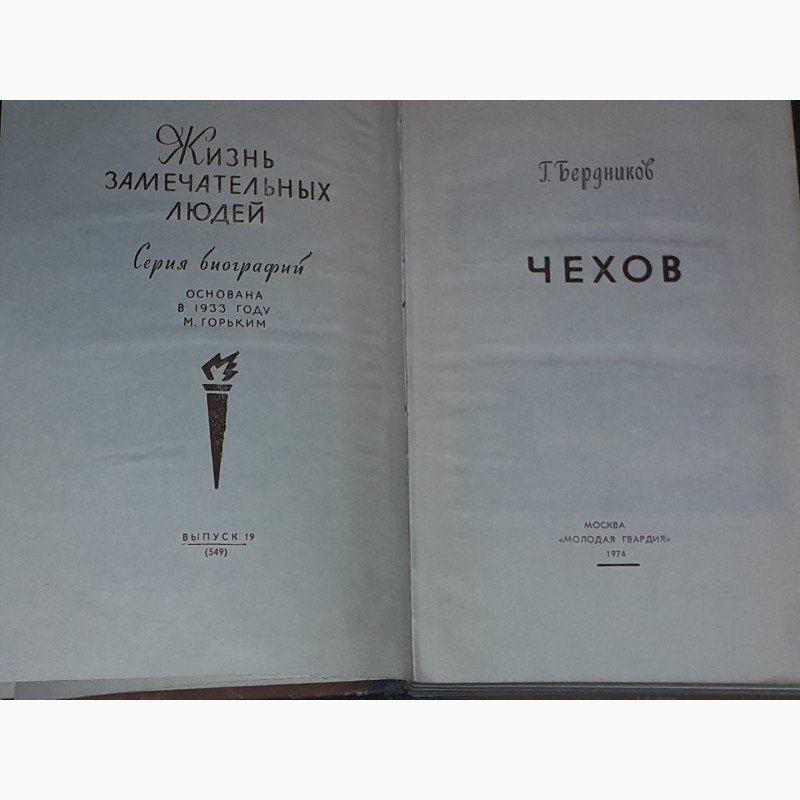 Жизнь
ЗАМЕЧАТЕЛЬНЫХ
ЛЮДЕЙ
Серия биографий
ОСНОВАНА
В 1933 ГОДУ
М. ГОРЬКИМ
ВЫПУСК 19
(549)
Г. Бердников
ЧЕХОВ
МОСКВА
«МОЛОДАЯ ГВАРДИЯ»
1974